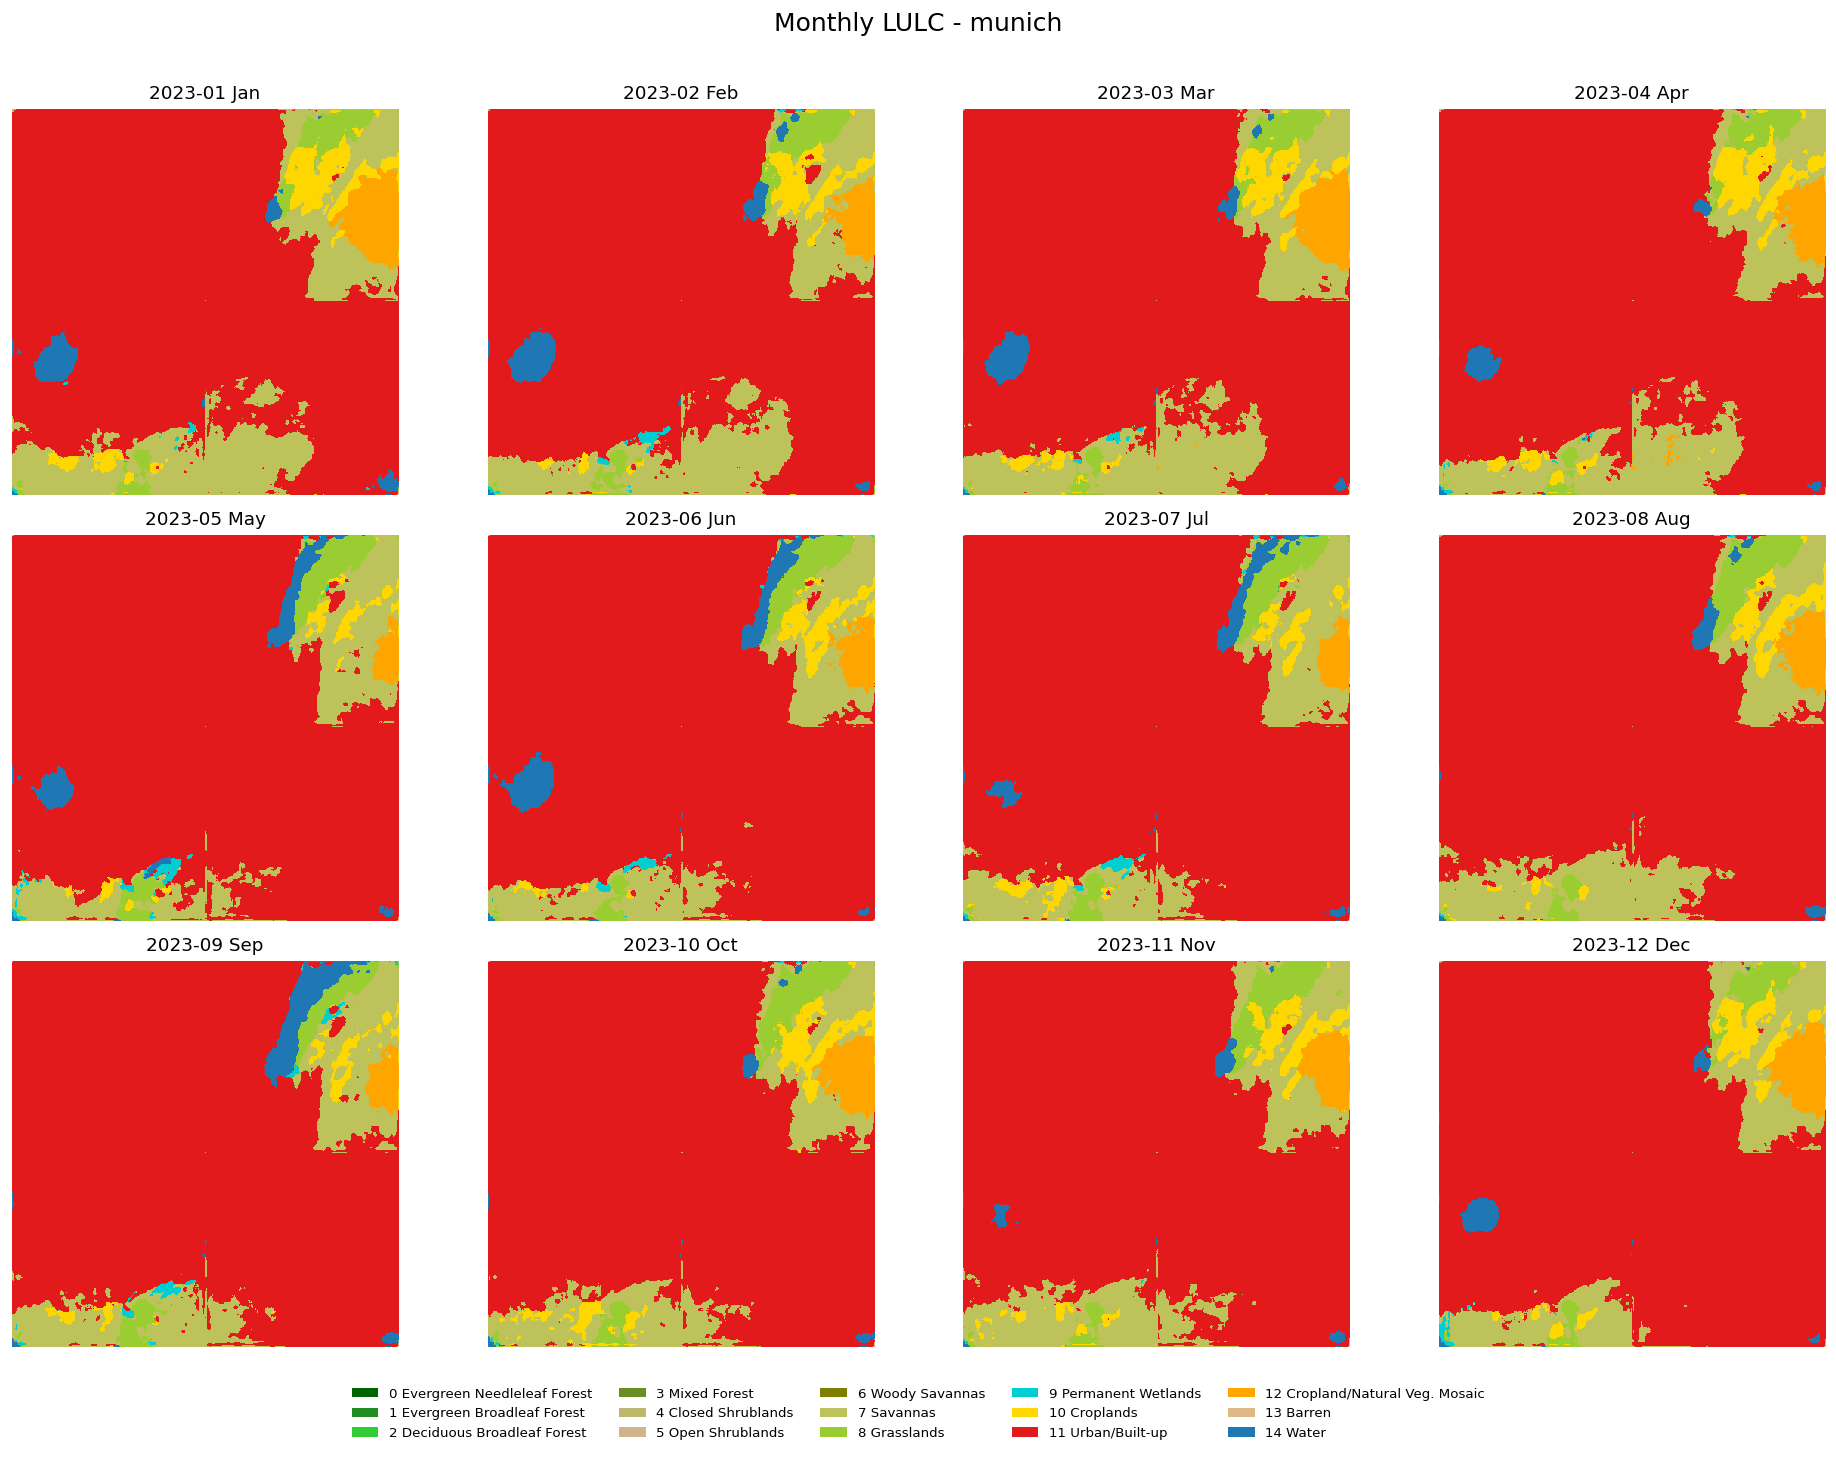 Monthly LULC - munich
2023-01 Jan
2023-02 Feb
2023-03 Mar
2023-04 Apr
2023-05 May
2023-06 Jun
2023-07 Jul
2023-08 Aug
2023-09 Sep
2023-10 Oct
2023-11 Nov
2023-12 Dec
0 Evergreen Needleleaf Forest
1 Evergreen Broadleaf Forest
2 Deciduous Broadleaf Forest
3 Mixed Forest
4 Closed Shrublands
5 Open Shrublands
6 Woody Savannas
7 Savannas
8 Grasslands
9 Permanent Wetlands
10 Croplands
11 Urban/Built-up
12 Cropland/Natural Veg. Mosaic
13 Barren
14 Water